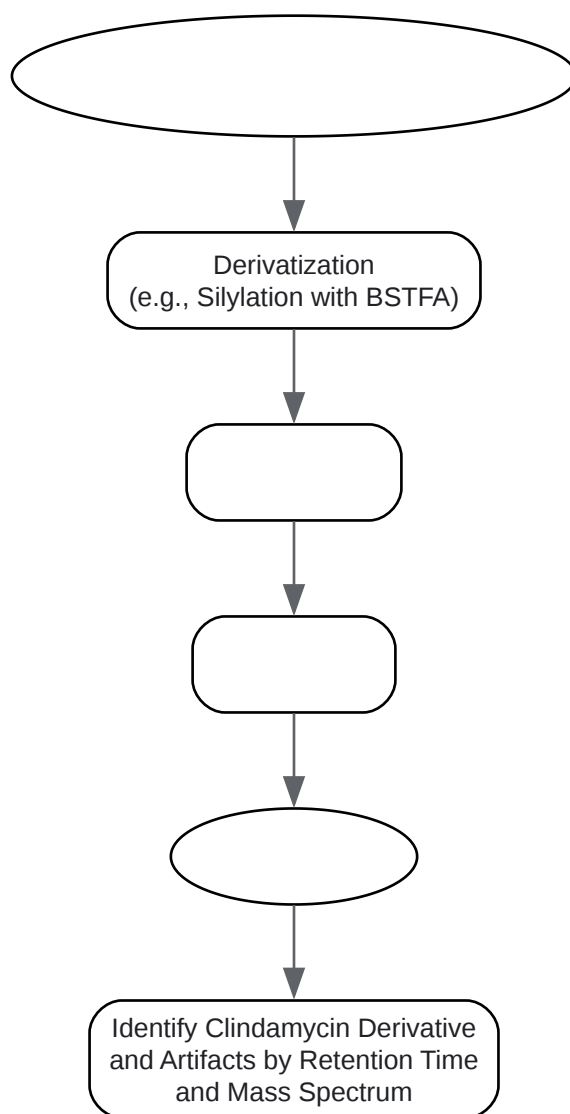 Derivatization
(e.g., Silylation with BSTFA)
Identify Clindamycin Derivative
and Artifacts by Retention Time
and Mass Spectrum